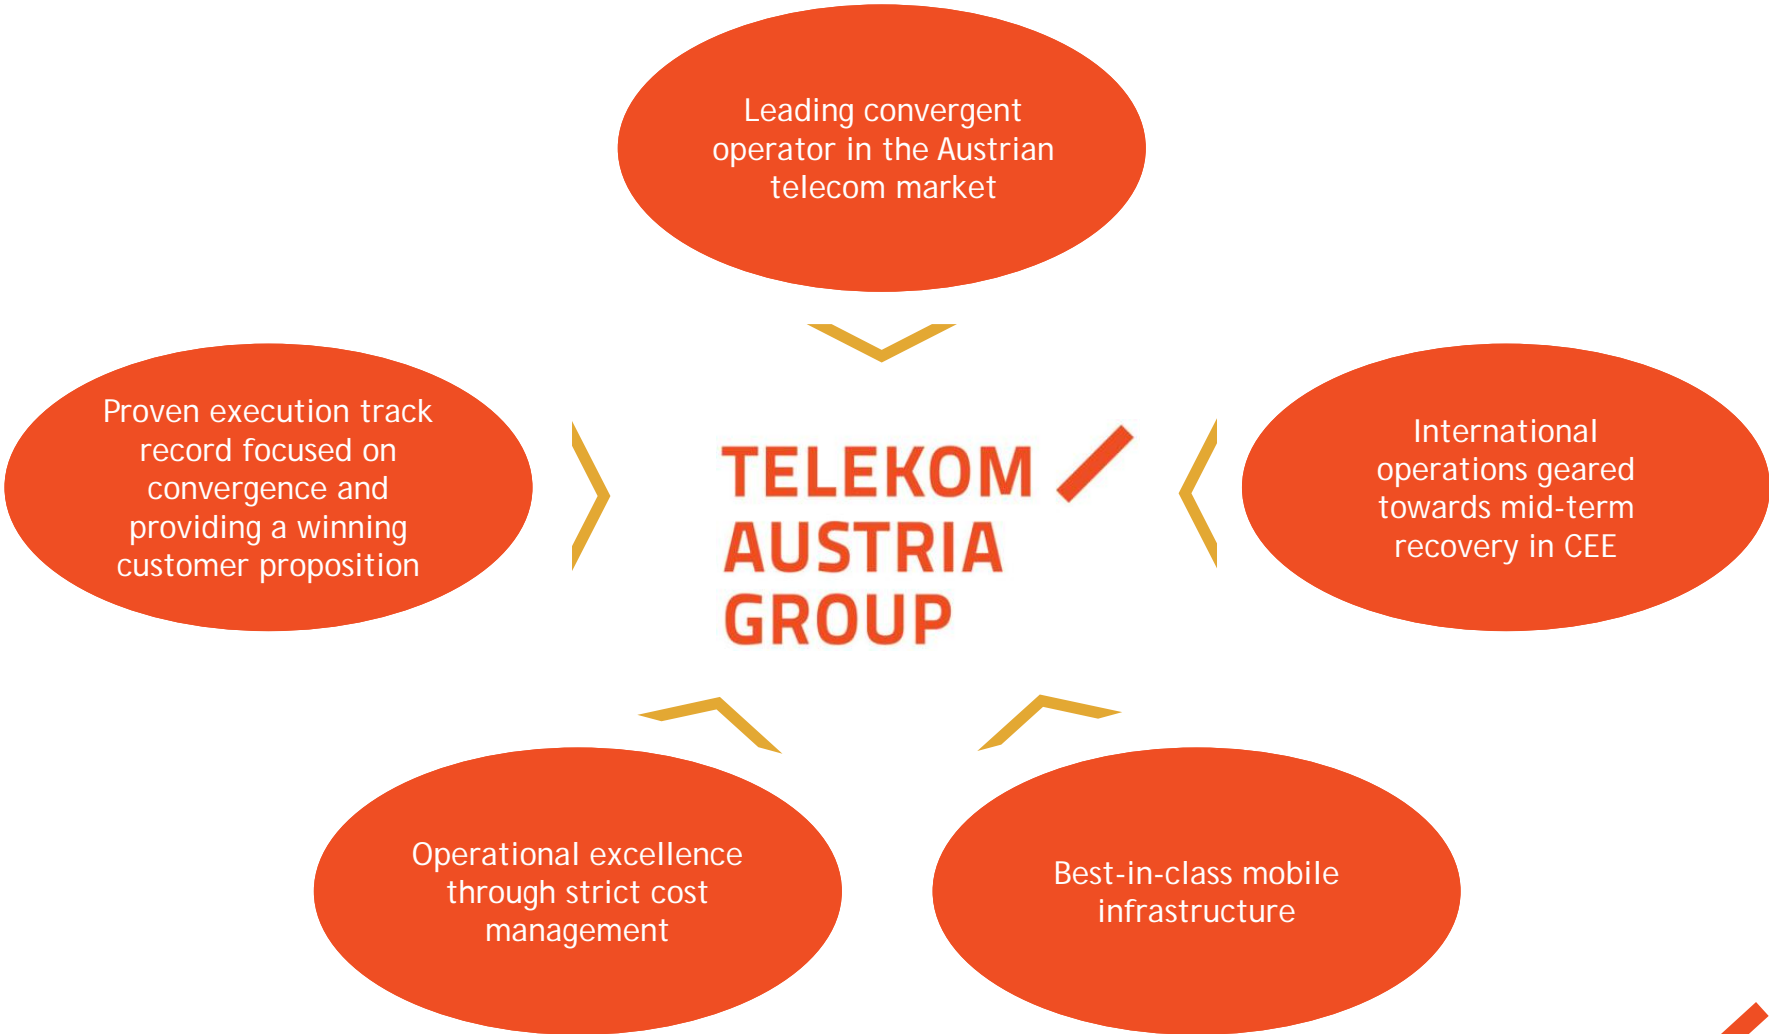 Leading convergent
operator in the Austrian
telecom market
Proven execution track
record focused on
convergence and
providing a winning
customer proposition
TELEKOM
AUSTRIA
GROUP
International
operations geared
towards mid-term
recovery in CEE
Operational excellence
through strict cost
management
Best-in-class mobile
infrastructure